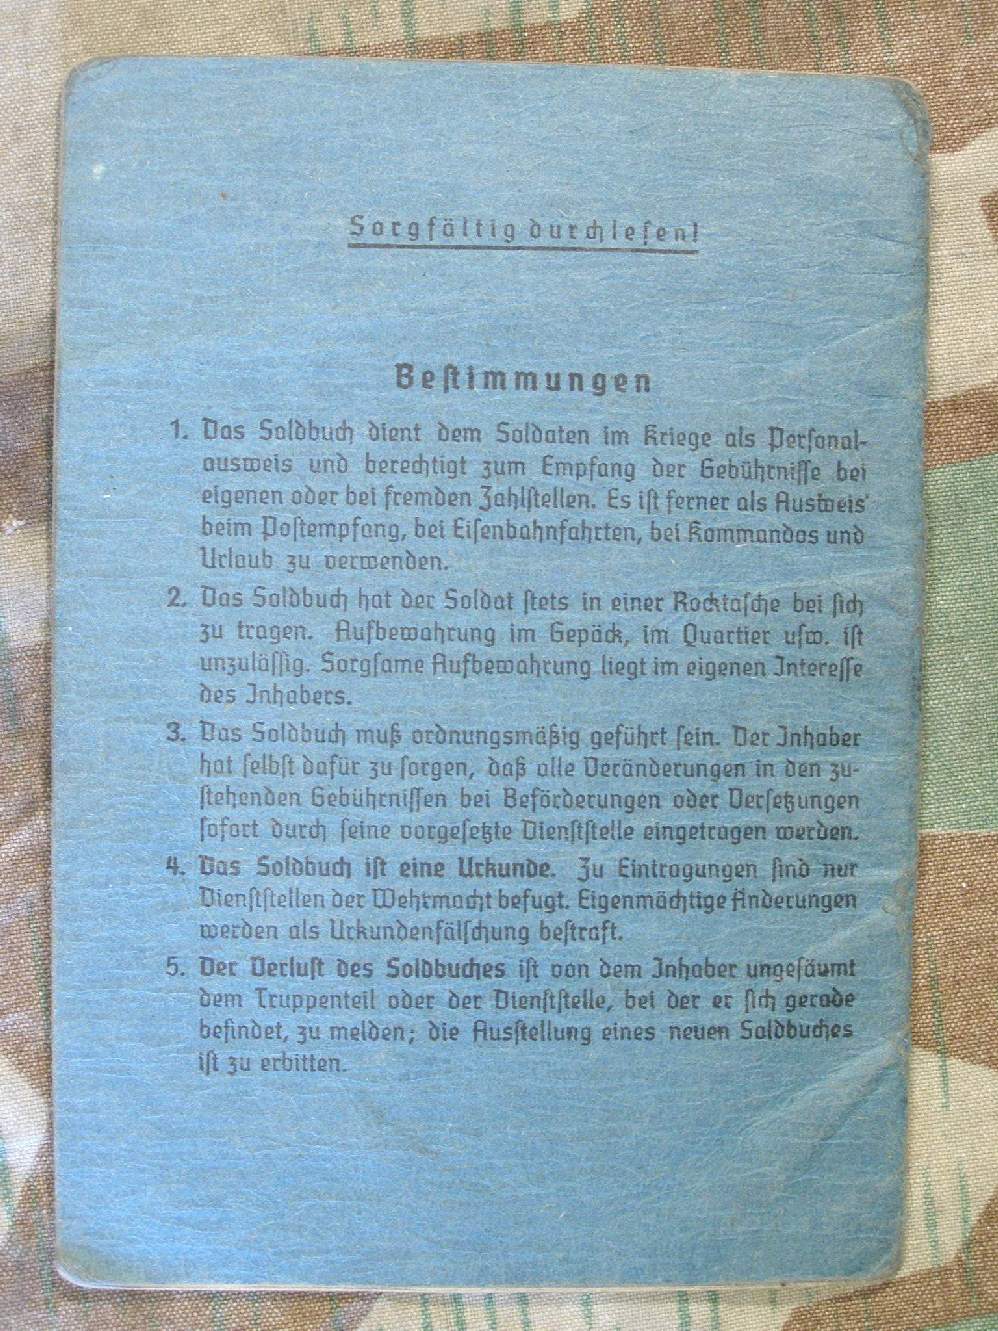 Sorgfältig durchlesen!
Bestimmungen
1. Das Soldbuch dient dem Soldaten im Kriege als Personal-
ausweis und berechtigt zum Empfang der Gebührnisse bei
eigenen oder bei fremden Zahlstellen. Es ist ferner als Ausweis
beim Postempfang, bei Eisenbahnfahrten, bei Kommandos und
Urlaub zu verwenden.
2. Das Soldbuch hat der Soldat stets in einer Rocktasche bei sich
zu tragen. Aufbewahrung im Gepäck, im Quartier usw. ist
unzulässig. Sorgsame Aufbewahrung liegt im eigenen Interesse
des Inhabers.
3. Das Soldbuch muß ordnungsmäßig geführt sein. Der Inhaber
hat selbst dafür zu sorgen, daß alle Veränderungen in den zu-
stehenden Gebührnissen bei Beförderungen oder Versetzungen
sofort durch seine vorgesetzte Dienststelle eingetragen werden.
4. Das Soldbuch ist eine Urkunde. Zu Eintragungen sind nur
Dienststellen der Wehrmacht befugt. Eigenmächtige Änderungen
werden als Urkundenfälschung bestraft.
5. Der Verlust des Soldbuches ist von dem Inhaber ungesäumt
dem Truppenteil oder der Dienststelle, bei der er sich gerade
befindet, zu melden; die Ausstellung eines neuen Soldbuches
ist zu erbitten.